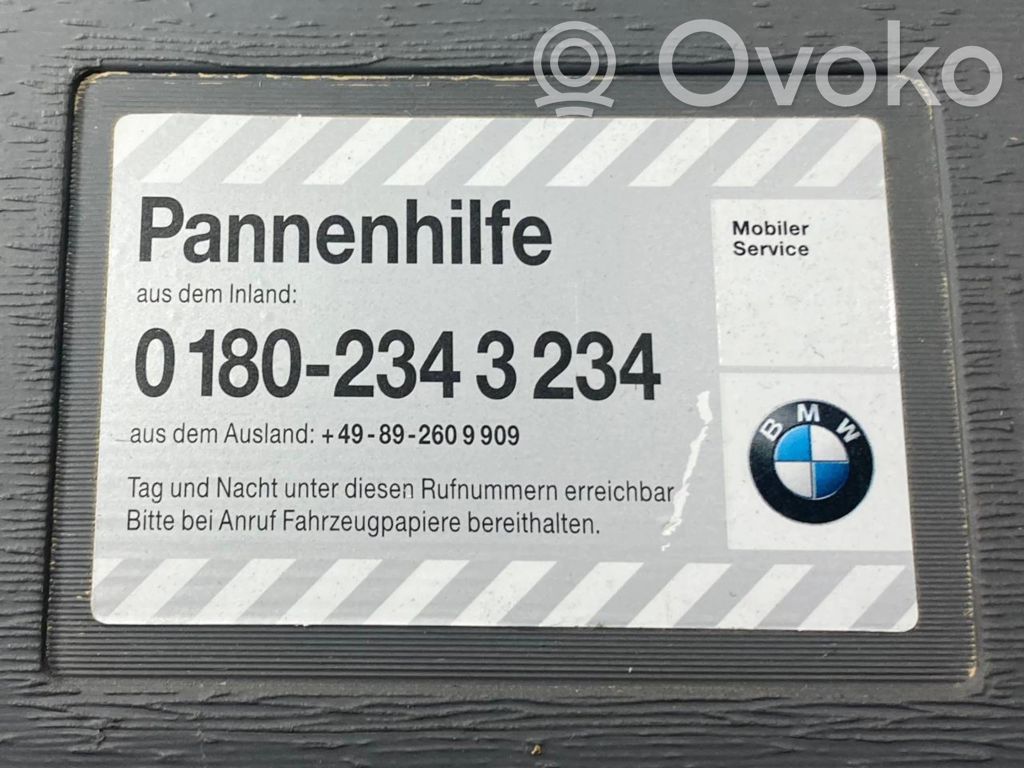 Ovoko
Pannenhilfe
aus dem Inland:
0 180-234 3 234
aus dem Ausland: +49-89-260 9 909
Tag und Nacht unter diesen Rufnummern erreichbar
Bitte bei Anruf Fahrzeugpapiere bereithalten.
Mobiler
Service
BMW